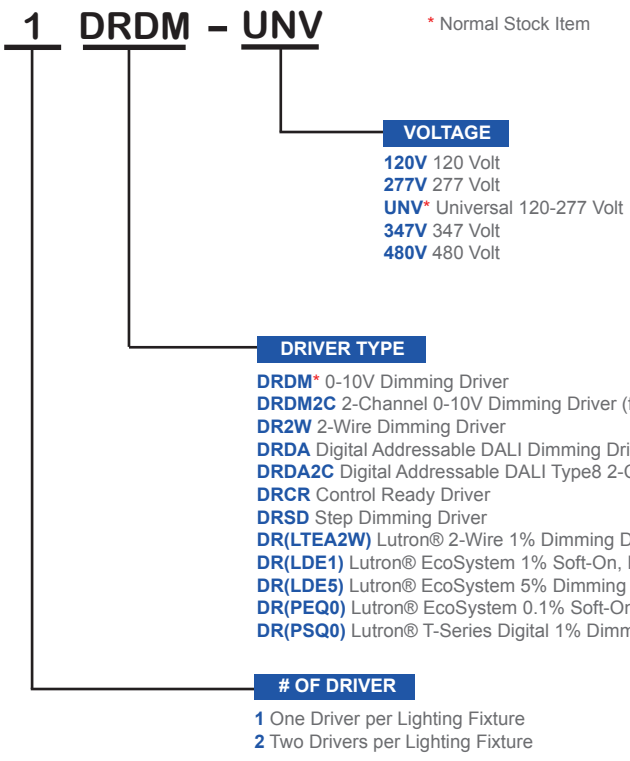 1 DRDM - UNV
* Normal Stock Item
VOLTAGE
120V 120 Volt
277V 277 Volt
UNV* Universal 120-277 Volt
347V 347 Volt
480V 480 Volt
DRIVER TYPE
DRDM* 0-10V Dimming Driver
DRDM2C 2-Channel 0-10V Dimming Driver
DR2W 2-Wire Dimming Driver
DRDA Digital Addressable DALI Dimming
DRDA2C Digital Addressable DALI Type8
DRCR Control Ready Driver
DRSD Step Dimming Driver
DR(LTEA2W) Lutron® 2-Wire 1% Dimming
DR(LDE1) Lutron® EcoSystem 1% Soft-On,
DR(LDE5) Lutron® EcoSystem 5% Dimming
DR(PEQ0) Lutron® EcoSystem 0.1%
DR(PSQ0) Lutron® T-Series Digital 1%
# OF DRIVER
1 One Driver per Lighting Fixture
2 Two Drivers per Lighting Fixture